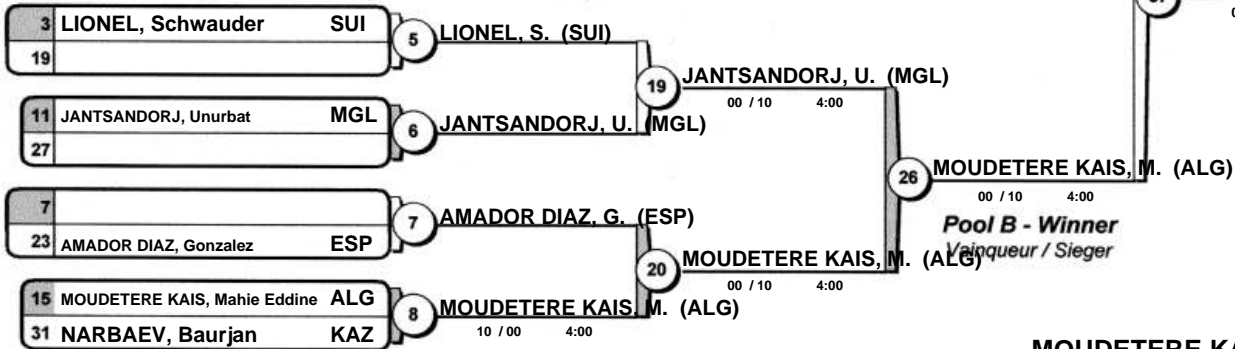 3 LIONEL, Schwauder SUI
19
5 LIONEL, S. (SUI)
19 JANTSANDORJ, U. (MGL)
00 / 10 4:00
11 JANTSANDORJ, Unurbat MGL
27
6 JANTSANDORJ, U. (MGL)
26 MOUDETERE KAIS, M. (ALG)
00 / 10 4:00
Pool B - Winner
Vainqueur / Sieger
7
23 AMADOR DIAZ, Gonzalez ESP
7 AMADOR DIAZ, G. (ESP)
20 MOUDETERE KAIS, M. (ALG)
00 / 10 4:00
15 MOUDETERE KAIS, Mahie Eddine ALG
31 NARBAEV, Baurjan KAZ
8 MOUDETERE KAIS, M. (ALG)
10 / 00 4:00